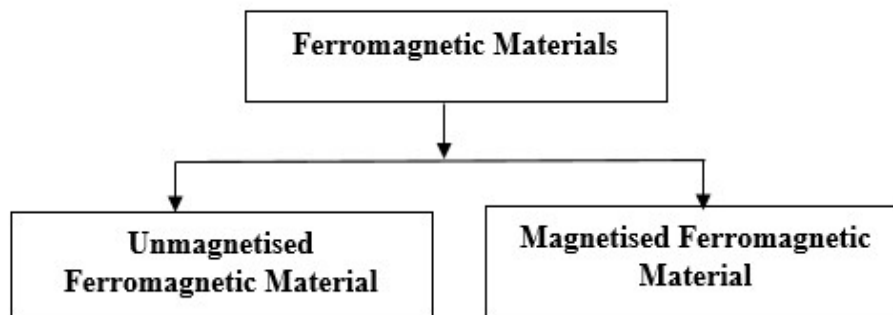 Ferromagnetic Materials
Unmagnetised
Ferromagnetic Material
Magnetised Ferromagnetic
Material